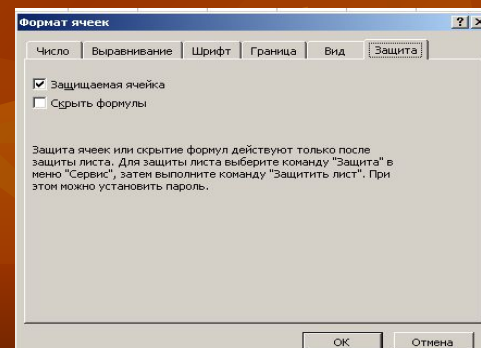 Формат ячеек
Число Выравнивание Шрифт Граница Вид Защита
Защищаемая ячейка
Скрыть формулы
Защита ячеек или скрытие формул действуют только после
защиты листа. Для защиты листа выберите команду "Защита" в
меню "Сервис", затем выполните команду "Защитить лист". При
этом можно установить пароль.
ОК Отмена